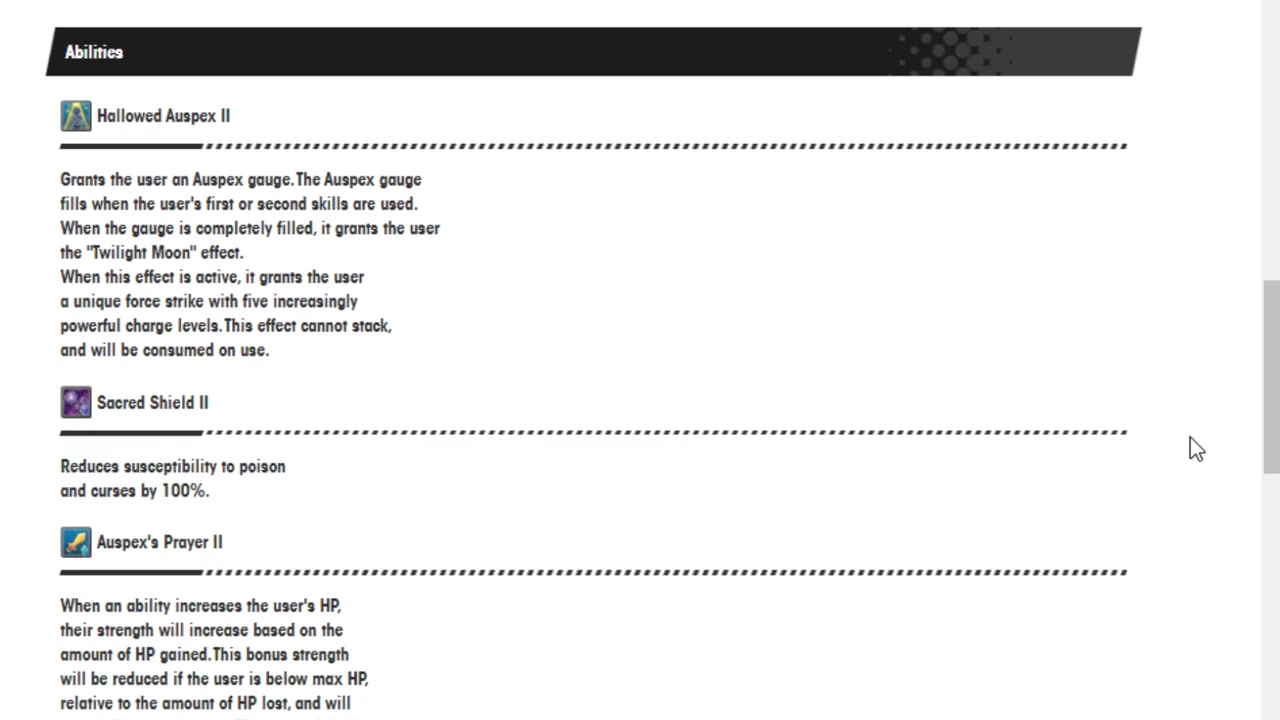 Abilities
Hallowed Auspex II
Grants the user an Auspex gauge. The Auspex gauge
fills when the user's first or second skills are used.
When the gauge is completely filled, it grants the user
the "Twilight Moon" effect.
When this effect is active, it grants the user
a unique force strike with five increasingly
powerful charge levels. This effect cannot stack,
and will be consumed on use.
Sacred Shield II
Reduces susceptibility to poison
and curses by 100%.
Auspex's Prayer II
When an ability increases the user's HP,
their strength will increase based on the
amount of HP gained. This bonus strength
will be reduced if the user is below max HP,
relative to the amount of HP lost, and will